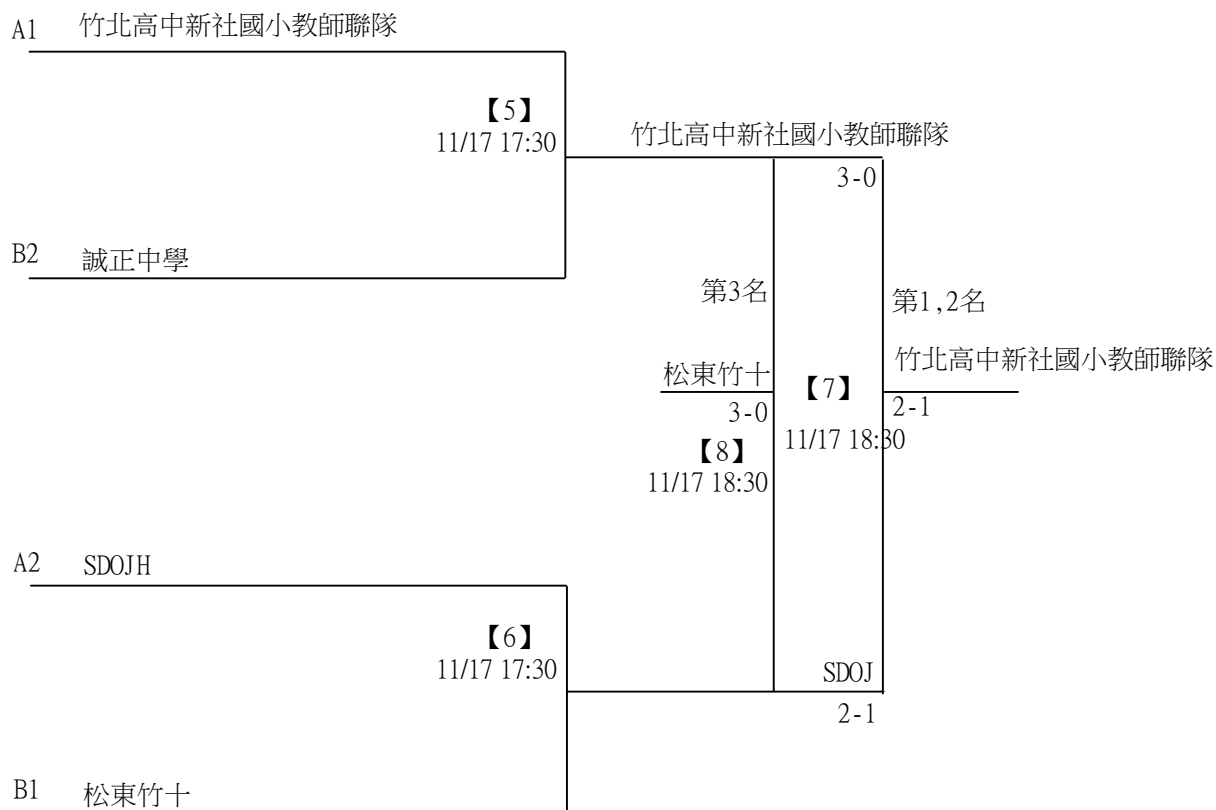 A1 竹北高中新社國小教師聯隊
【5】
11/17 17:30
竹北高中新社國小教師聯隊
3-0
B2 誠正中學
第3名
第1,2名
竹北高中新社國小教師聯隊
松東竹十
【7】
3-0
2-1
【8】
11/17 18:30
11/17 18:30
A2 SDOJH
【6】
11/17 17:30
SDOJ
2-1
B1 松東竹十